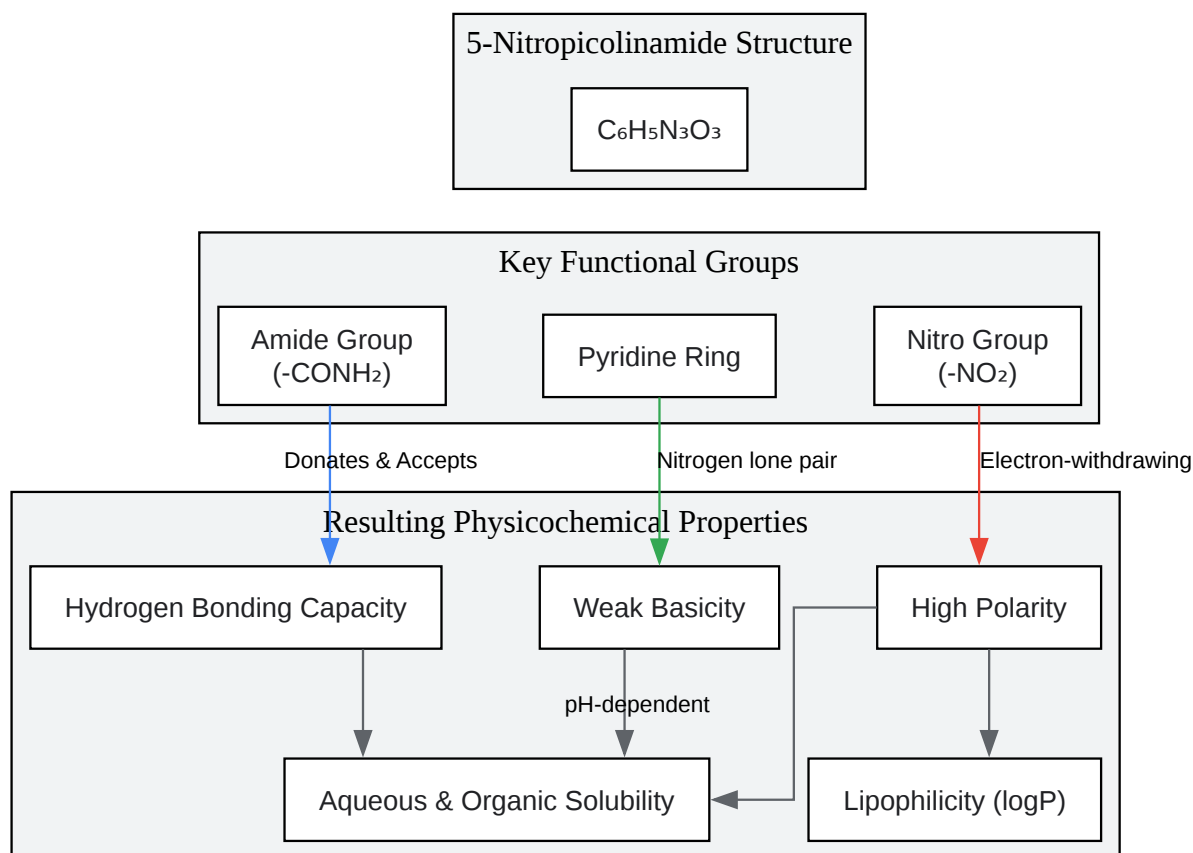 5-Nitropicolinamide Structure
C₆H₅N₃O₃
Key Functional Groups
Amide Group
(-CONH₂)
Pyridine Ring
Nitro Group
(-NO₂)
Donates & Accepts
Nitrogen lone pair
Electron-withdrawing
Resulting Physicochemical Properties
Hydrogen Bonding Capacity
Weak Basicity
High Polarity
pH-dependent
Aqueous & Organic Solubility
Lipophilicity (logP)